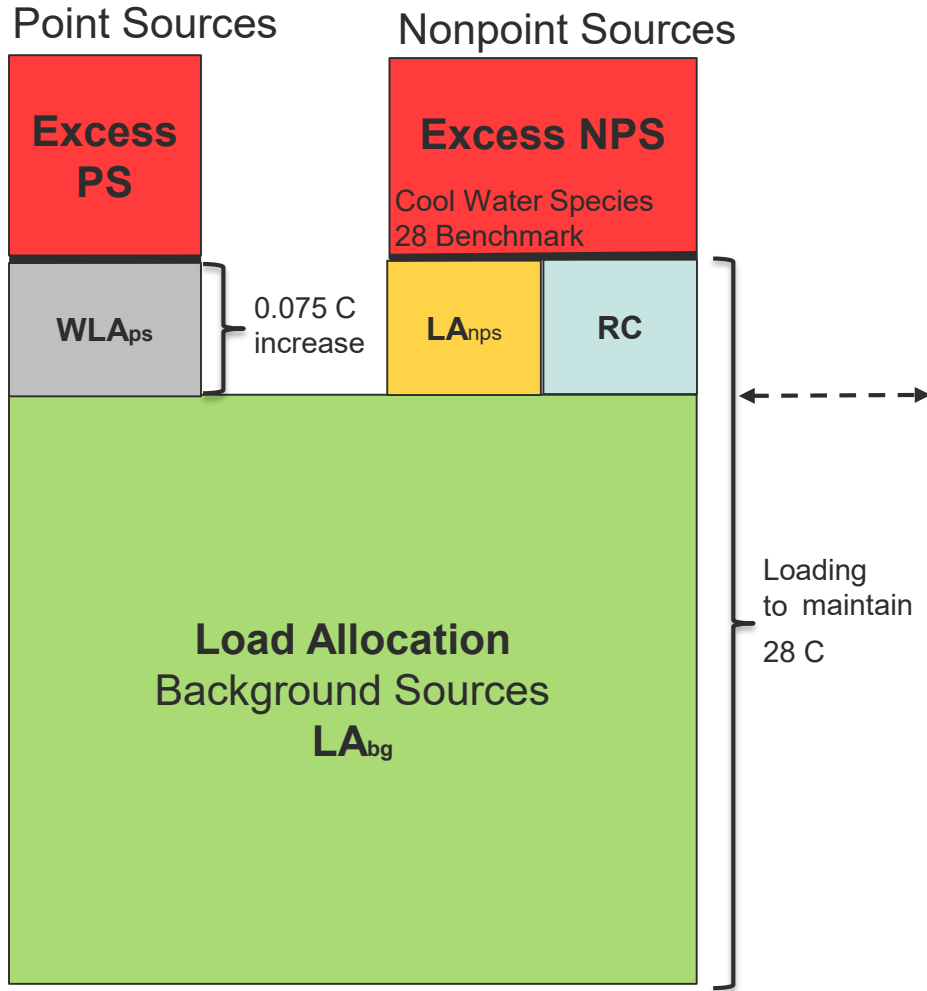 Point Sources
Nonpoint Sources
Excess
PS
Excess NPS
Cool Water Species
28 Benchmark
WLAps
0.075 C
increase
LAnps
RC
Loading
to maintain
28 C
Load Allocation
Background Sources
LAbg